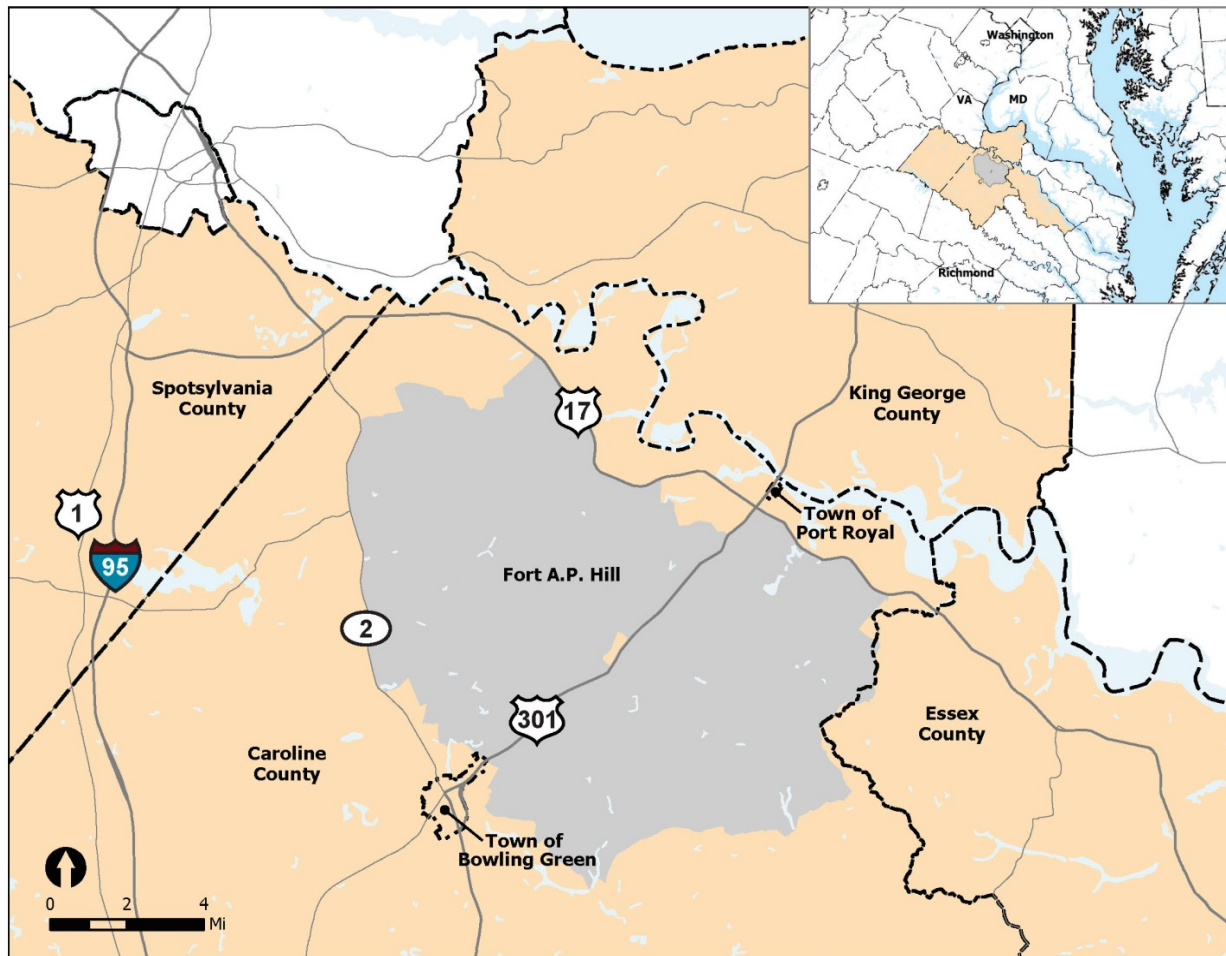 Washington
VA
MD
Richmond
Spotsylvania
County
17
King George
County
1
95
Town of
Port Royal
Fort A.P. Hill
2
301
Essex
County
Caroline
County
Town of
Bowling Green
0
2
4
Mi